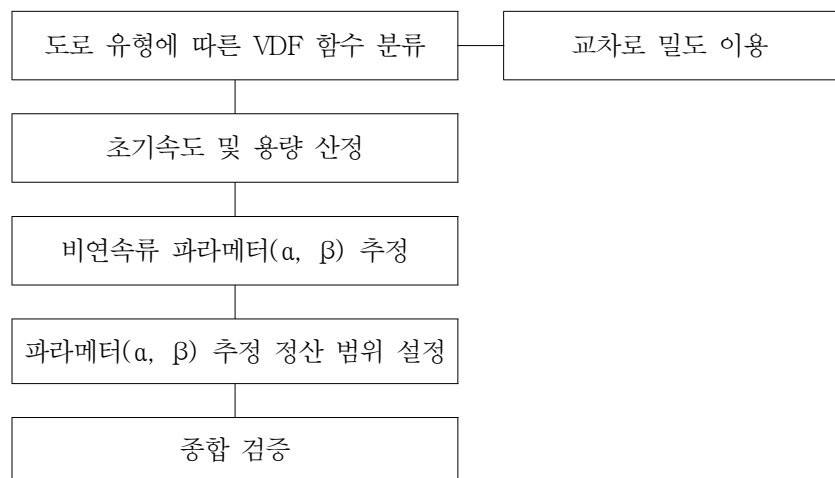 도로 유형에 따른 VDF 함수 분류
교차로 밀도 이용
초기속도 및 용량 산정
비연속류 파라메터(α, β) 추정
파라메터(α, β) 추정 정산 범위 설정
종합 검증